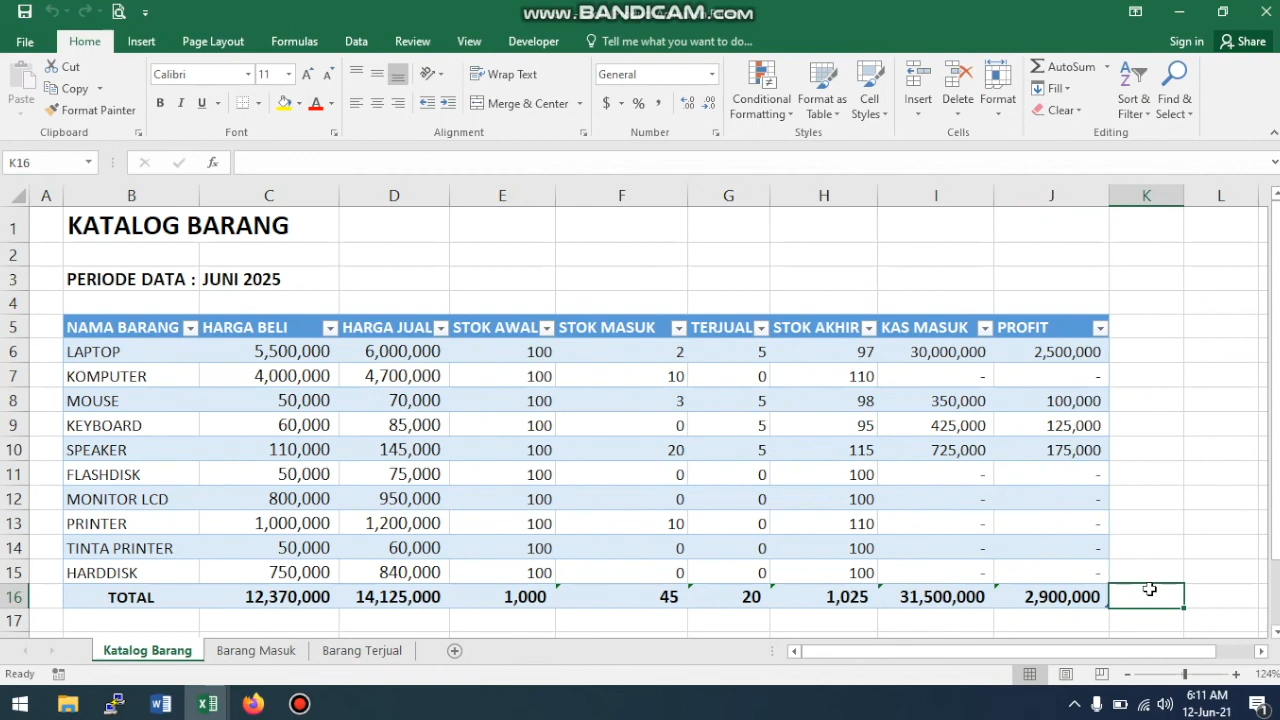 www.BANDICAM.com
File Home Insert Page Layout Formulas Data Review View Developer Tell me what you want to do... Sign in Share
Paste Cut Copy Format Painter
Calibri 11
B I U A
Wrap Text
Merge & Center
General
$ % ,
Conditional Formatting Format as Table Cell Styles
Insert Delete Format
AutoSum Fill Clear Sort & Filter Find & Select
Clipboard Font Alignment Number Styles Cells Editing
K16 fx
A B C D E F G H I J K L
1 KATALOG BARANG
2
3 PERIODE DATA : JUNI 2025
4
5 NAMA BARANG HARGA BELI HARGA JUAL STOK AWAL STOK MASUK TERJUAL STOK AKHIR KAS MASUK PROFIT
6 LAPTOP 5,500,000 6,000,000 100 2 5 97 30,000,000 2,500,000
7 KOMPUTER 4,000,000 4,700,000 100 10 0 110 - -
8 MOUSE 50,000 70,000 100 3 5 98 350,000 100,000
9 KEYBOARD 60,000 85,000 100 0 5 95 425,000 125,000
10 SPEAKER 110,000 145,000 100 20 5 115 725,000 175,000
11 FLASHDISK 50,000 75,000 100 0 0 100 - -
12 MONITOR LCD 800,000 950,000 100 0 0 100 - -
13 PRINTER 1,000,000 1,200,000 100 10 0 110 - -
14 TINTA PRINTER 50,000 60,000 100 0 0 100 - -
15 HARDDISK 750,000 840,000 100 0 0 100 - -
16 TOTAL 12,370,000 14,125,000 1,000 45 20 1,025 31,500,000 2,900,000
17
Katalog Barang Barang Masuk Barang Terjual
Ready 124%
6:11 AM
12-Jun-21
1